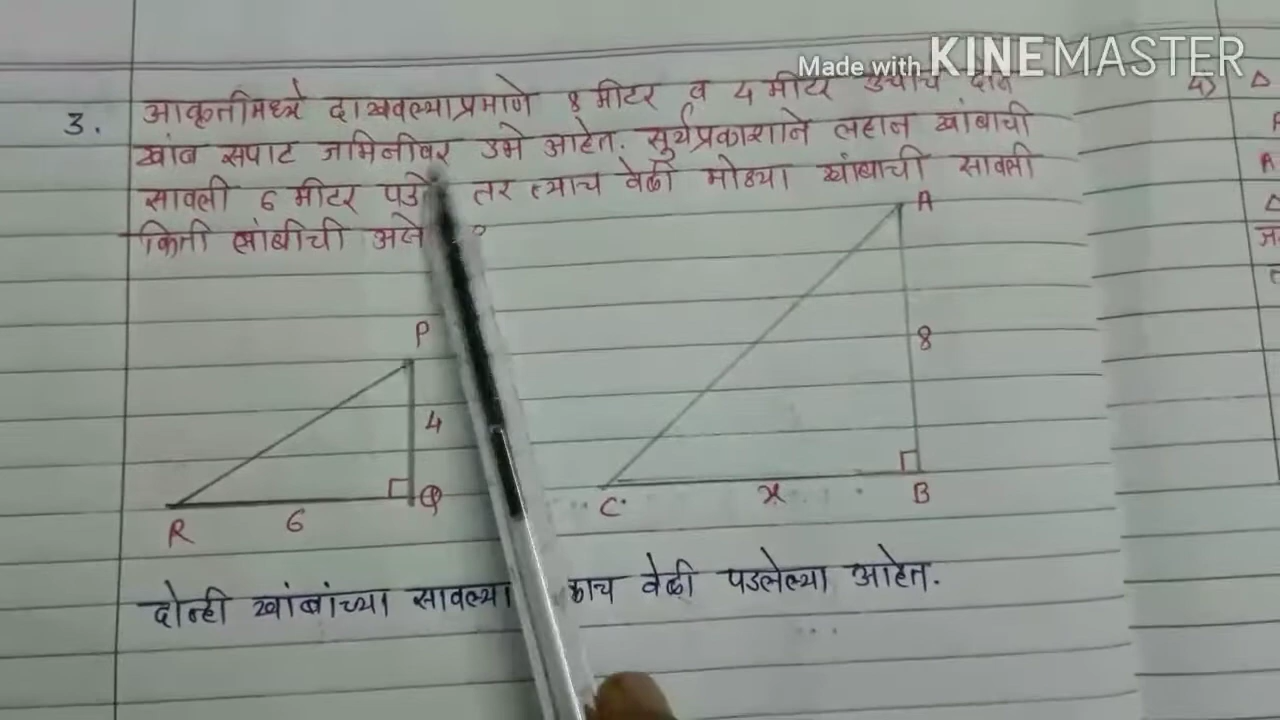 Made with KINEMASTER
3. आकृतीमध्ये दाखवल्याप्रमाणे 8 मीटर व 4 मीटर उंचीचे दोन
खांब सपाट जमिनीवर उभे आहेत. सुर्यप्रकाशाने लहान खांबाची
सावली 6 मीटर पडते तर त्याच वेळी मोठ्या खांबाची सावली
किती लांबीची ?
A
P
8
4
R 6 Q
C x B
दोन्ही खांबांच्या सावल्या वेळी पडलेल्या आहेत.
4)